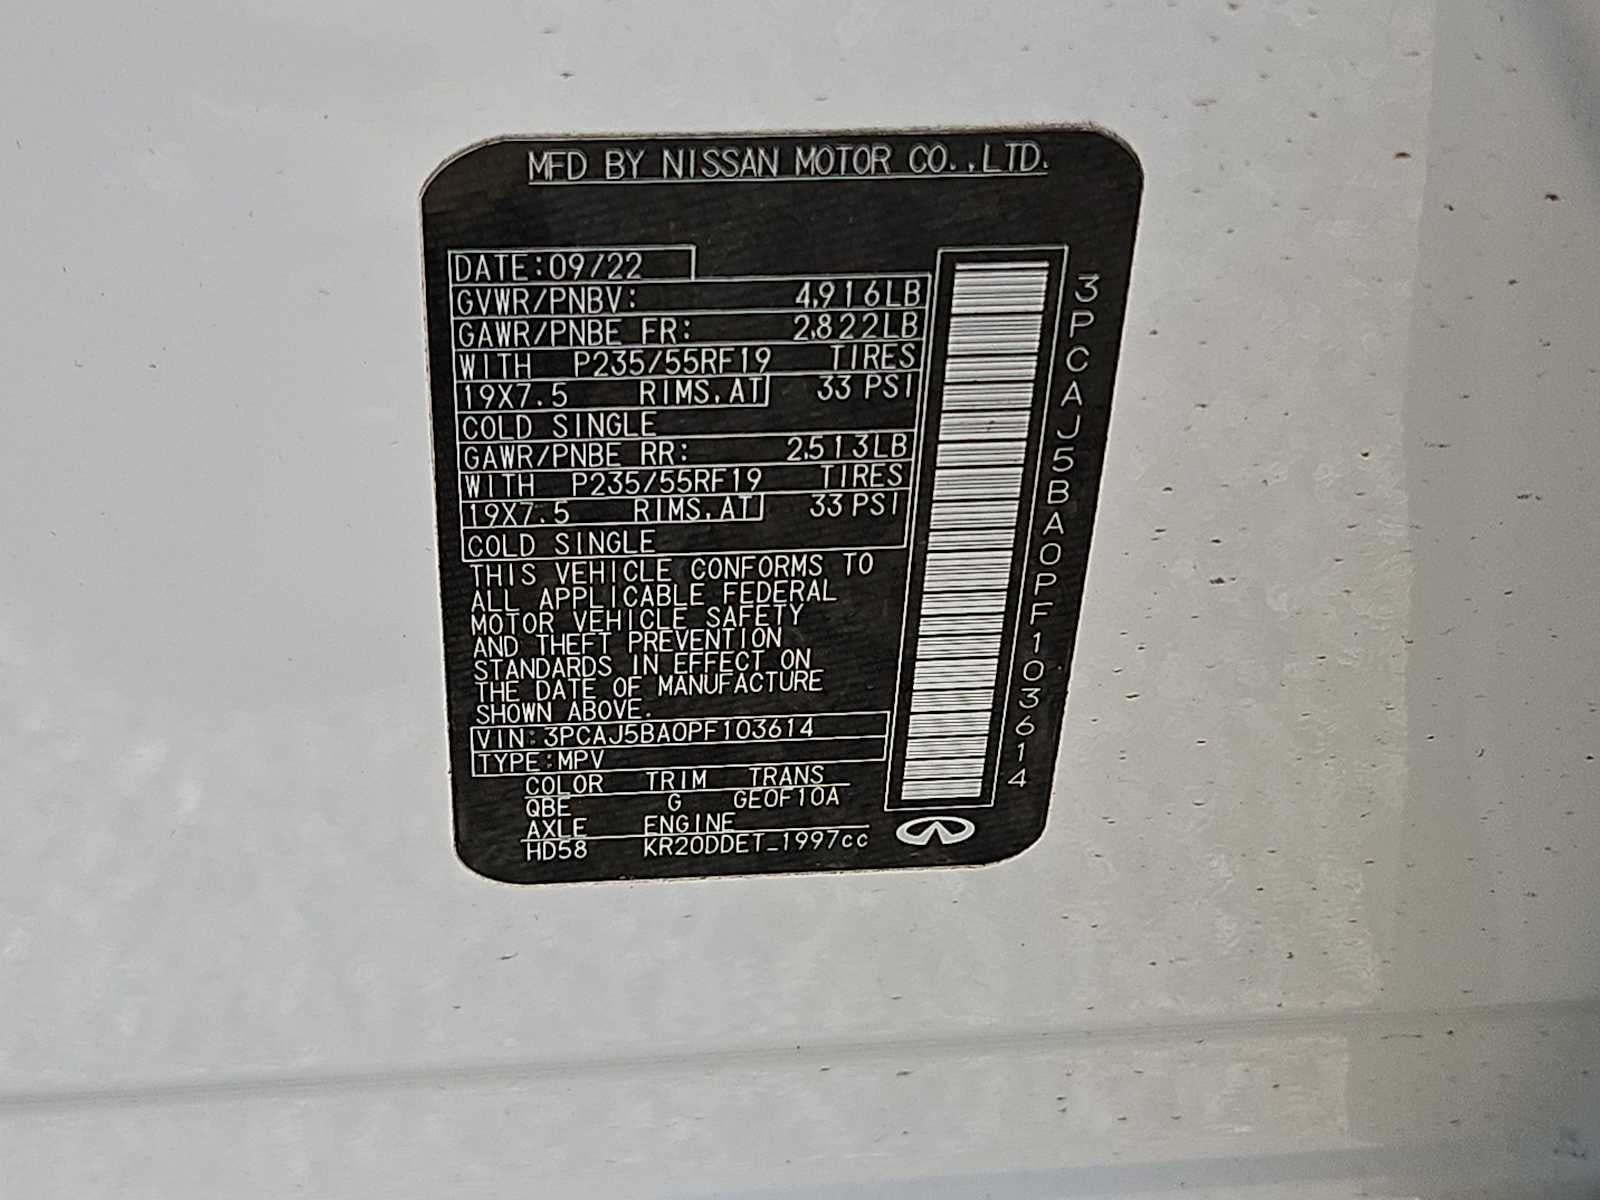 MFD BY NISSAN MOTOR CO.,LTD.
DATE:09/22
GVWR/PNBV: 4,916LB
GAWR/PNBE FR: 2,822LB
WITH P235/55RF19 TIRES
19X7.5 RIMS,AT 33 PSI
COLD SINGLE
GAWR/PNBE RR: 2,513LB
WITH P235/55RF19 TIRES
19X7.5 RIMS,AT 33 PSI
COLD SINGLE
THIS VEHICLE CONFORMS TO
ALL APPLICABLE FEDERAL
MOTOR VEHICLE SAFETY
AND THEFT PREVENTION
STANDARDS IN EFFECT ON
THE DATE OF MANUFACTURE
SHOWN ABOVE.
VIN:3PCAJ5BA0PF103614
TYPE:MPV
COLOR TRIM TRANS
QBE G GE0F10A
AXLE ENGINE
HD58 KR20DDET_1997cc
3PCAJ5BA0PF103614